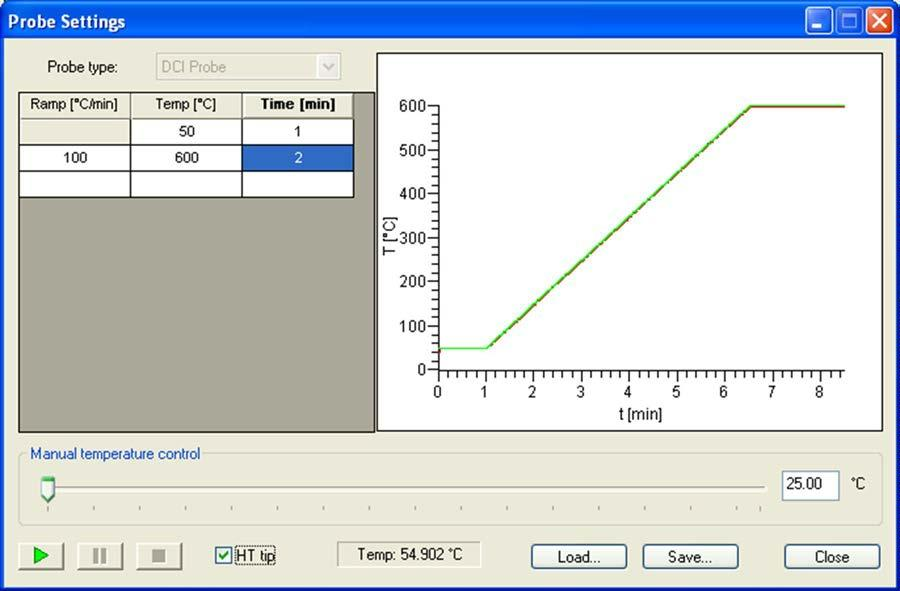 Probe Settings
Probe type: DCI Probe
Ramp [°C/min] Temp [°C] Time [min]
50 1
100 600 2
600
500
400
300
200
100
0
T [°C]
0 1 2 3 4 5 6 7 8
t [min]
Manual temperature control
25.00 °C
HT tip Temp: 54.902 °C Load... Save... Close